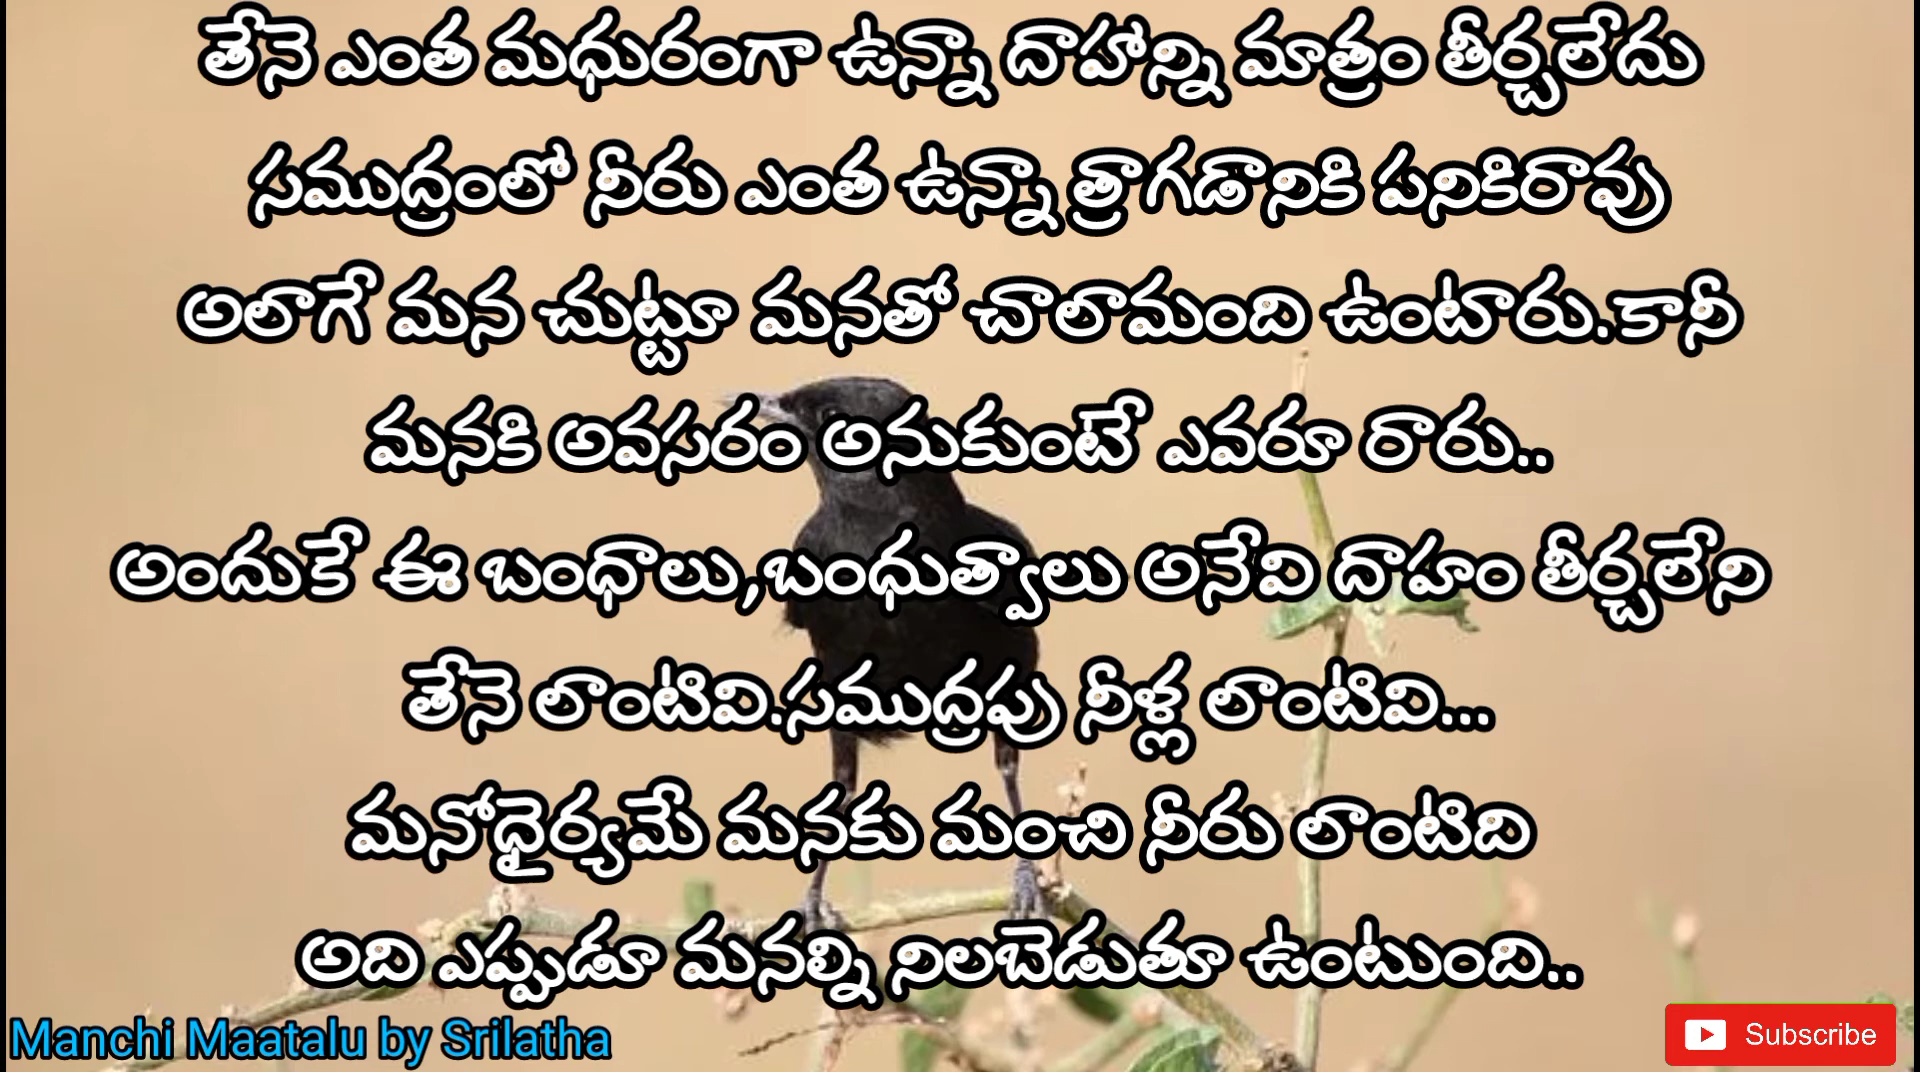 తేనె ఎంత మధురంగా ఉన్నా దాహాన్ని మాత్రం తీర్చలేదు
సముద్రంలో నీరు ఎంత ఉన్నా త్రాగడానికి పనికిరావు
అలాగే మన చుట్టూ మనతో చాలామంది ఉంటారు.కానీ
మనకి అవసరం అనుకుంటే ఎవరూ రారు..
అందుకే ఈ బంధాలు,బంధుత్వాలు అనేవి దాహం తీర్చలేని
తేనె లాంటివి.సముద్రపు నీళ్ల లాంటివి...
మనోధైర్యమే మనకు మంచి నీరు లాంటిది
అది ఎప్పుడూ మనల్ని నిలబెడుతూ ఉంటుంది..
Manchi Maatalu by Srilatha
Subscribe